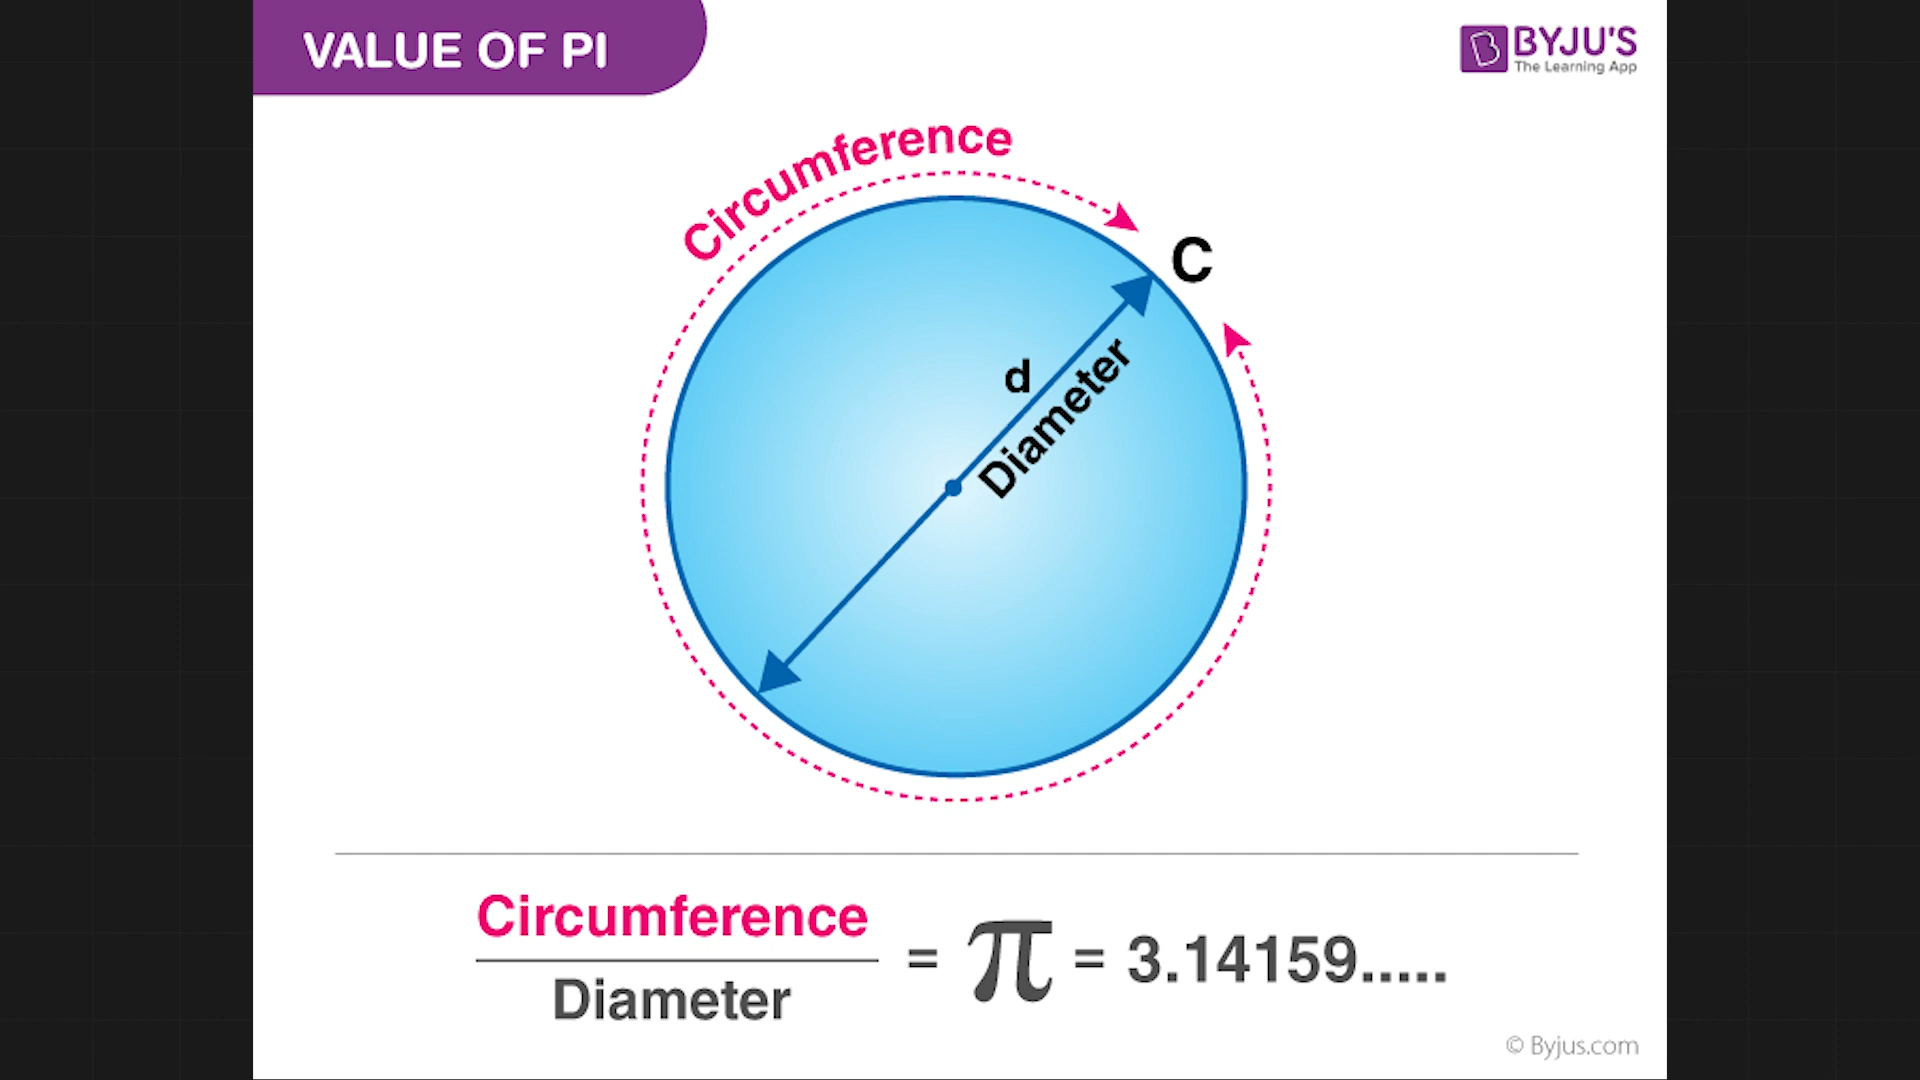 VALUE OF PI
BYJU'S
The Learning App
Circumference
C
d
Diameter
Circumference
Diameter
= π = 3.14159.....
© Byjus.com